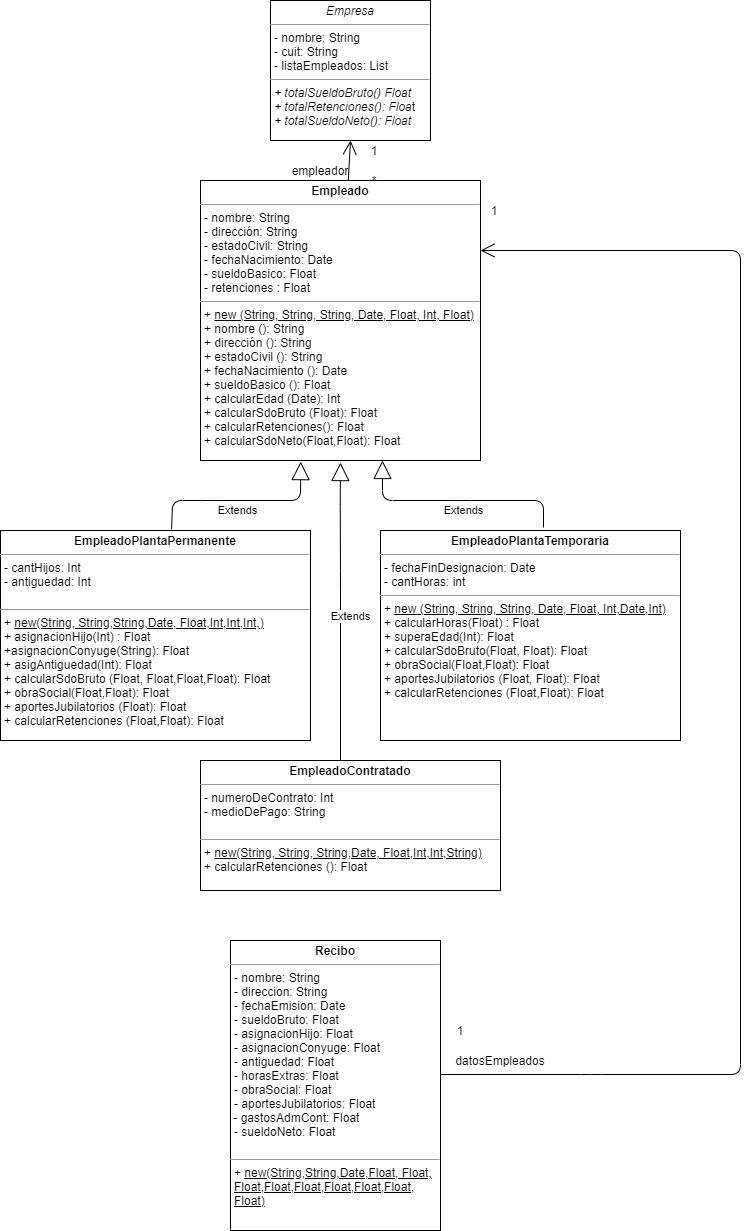 Empresa
- nombre: String
- cuit: String
- listaEmpleados: List
+ totalSueldoBruto() Float
+ totalRetenciones(): Float
+ totalSueldoNeto(): Float
1
empleador
*
Empleado
- nombre: String
- dirección: String
- estadoCivil: String
- fechaNacimiento: Date
- sueldoBasico: Float
- retenciones : Float
+ new (String, String, String, Date, Float, Int, Float)
+ nombre (): String
+ dirección (): String
+ estadoCivil (): String
+ fechaNacimiento (): Date
+ sueldoBasico (): Float
+ calcularEdad (Date): Int
+ calcularSdoBruto (Float): Float
+ calcularRetenciones(): Float
+ calcularSdoNeto(Float,Float): Float
1
Extends
Extends
EmpleadoPlantaPermanente
- cantHijos: Int
- antiguedad: Int
+ new(String, String,String,Date, Float,Int,Int,Int,)
+ asignacionHijo(Int) : Float
+asignacionConyuge(String): Float
+ asigAntiguedad(Int): Float
+ calcularSdoBruto (Float, Float,Float,Float): Float
+ obraSocial(Float,Float): Float
+ aportesJubilatorios (Float): Float
+ calcularRetenciones (Float,Float): Float
Extends
EmpleadoPlantaTemporaria
- fechaFinDesignacion: Date
- cantHoras: int
+ new (String, String, String, Date, Float, Int,Date,Int)
+ calcularHoras(Float) : Float
+ superaEdad(Int): Float
+ calcularSdoBruto(Float, Float): Float
+ obraSocial(Float,Float): Float
+ aportesJubilatorios (Float, Float): Float
+ calcularRetenciones (Float,Float): Float
EmpleadoContratado
- numeroDeContrato: Int
- medioDePago: String
+ new(String, String, String,Date, Float,Int,Int,String)
+ calcularRetenciones (): Float
Recibo
- nombre: String
- direccion: String
- fechaEmision: Date
- sueldoBruto: Float
- asignacionHijo: Float
- asignacionConyuge: Float
- antiguedad: Float
- horasExtras: Float
- obraSocial: Float
- aportesJubilatorios: Float
- gastosAdmCont: Float
- sueldoNeto: Float
+ new(String,String,Date,Float, Float,
Float,Float,Float,Float,Float,Float,
Float)
1
datosEmpleados